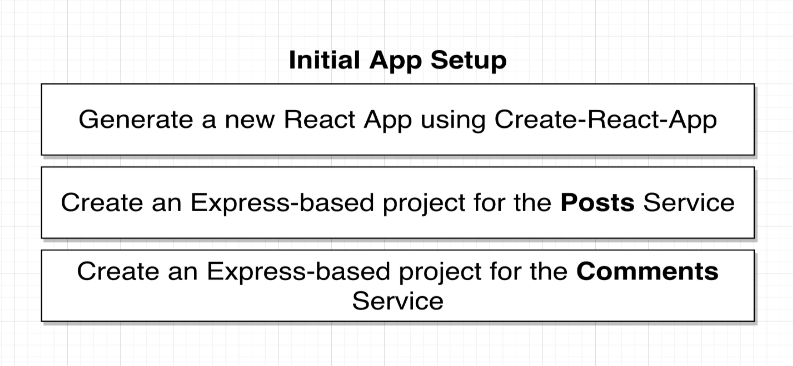 Initial App Setup
Generate a new React App using Create-React-App
Create an Express-based project for the Posts Service
Create an Express-based project for the Comments
Service